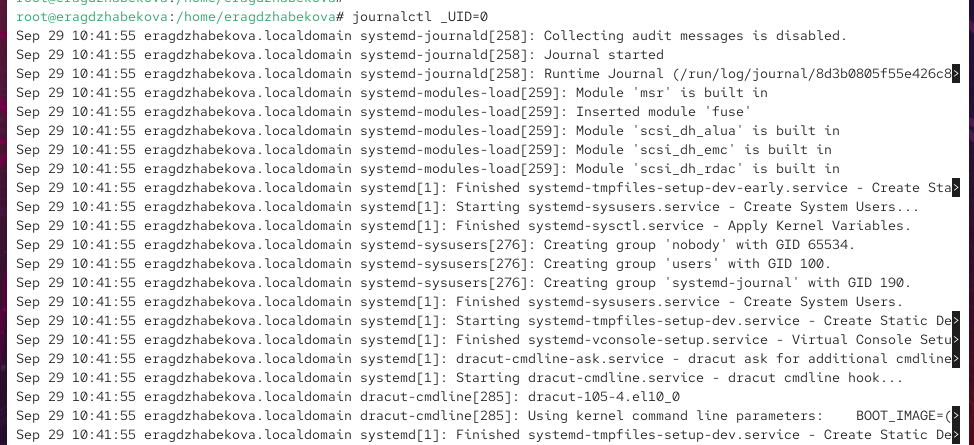 root@eragdzhabekova:/home/eragdzhabekova#
root@eragdzhabekova:/home/eragdzhabekova# journalctl _UID=0
Sep 29 10:41:55 eragdzhabekova.localdomain systemd-journald[258]: Collecting audit messages is disabled.
Sep 29 10:41:55 eragdzhabekova.localdomain systemd-journald[258]: Journal started
Sep 29 10:41:55 eragdzhabekova.localdomain systemd-journald[258]: Runtime Journal (/run/log/journal/8d3b0805f55e426c8>
Sep 29 10:41:55 eragdzhabekova.localdomain systemd-modules-load[259]: Module 'msr' is built in
Sep 29 10:41:55 eragdzhabekova.localdomain systemd-modules-load[259]: Inserted module 'fuse'
Sep 29 10:41:55 eragdzhabekova.localdomain systemd-modules-load[259]: Module 'scsi_dh_alua' is built in
Sep 29 10:41:55 eragdzhabekova.localdomain systemd-modules-load[259]: Module 'scsi_dh_emc' is built in
Sep 29 10:41:55 eragdzhabekova.localdomain systemd-modules-load[259]: Module 'scsi_dh_rdac' is built in
Sep 29 10:41:55 eragdzhabekova.localdomain systemd[1]: Finished systemd-tmpfiles-setup-dev-early.service - Create Sta>
Sep 29 10:41:55 eragdzhabekova.localdomain systemd[1]: Starting systemd-sysusers.service - Create System Users...
Sep 29 10:41:55 eragdzhabekova.localdomain systemd[1]: Finished systemd-sysctl.service - Apply Kernel Variables.
Sep 29 10:41:55 eragdzhabekova.localdomain systemd-sysusers[276]: Creating group 'nobody' with GID 65534.
Sep 29 10:41:55 eragdzhabekova.localdomain systemd-sysusers[276]: Creating group 'users' with GID 100.
Sep 29 10:41:55 eragdzhabekova.localdomain systemd-sysusers[276]: Creating group 'systemd-journal' with GID 190.
Sep 29 10:41:55 eragdzhabekova.localdomain systemd[1]: Finished systemd-sysusers.service - Create System Users.
Sep 29 10:41:55 eragdzhabekova.localdomain systemd[1]: Starting systemd-tmpfiles-setup-dev.service - Create Static De>
Sep 29 10:41:55 eragdzhabekova.localdomain systemd[1]: Finished systemd-vconsole-setup.service - Virtual Console Setu>
Sep 29 10:41:55 eragdzhabekova.localdomain systemd[1]: dracut-cmdline-ask.service - dracut ask for additional cmdline>
Sep 29 10:41:55 eragdzhabekova.localdomain systemd[1]: Starting dracut-cmdline.service - dracut cmdline hook...
Sep 29 10:41:55 eragdzhabekova.localdomain dracut-cmdline[285]: dracut-105-4.el10_0
Sep 29 10:41:55 eragdzhabekova.localdomain dracut-cmdline[285]: Using kernel command line parameters:    BOOT_IMAGE=(>
Sep 29 10:41:55 eragdzhabekova.localdomain systemd[1]: Finished systemd-tmpfiles-setup-dev.service - Create Static De>